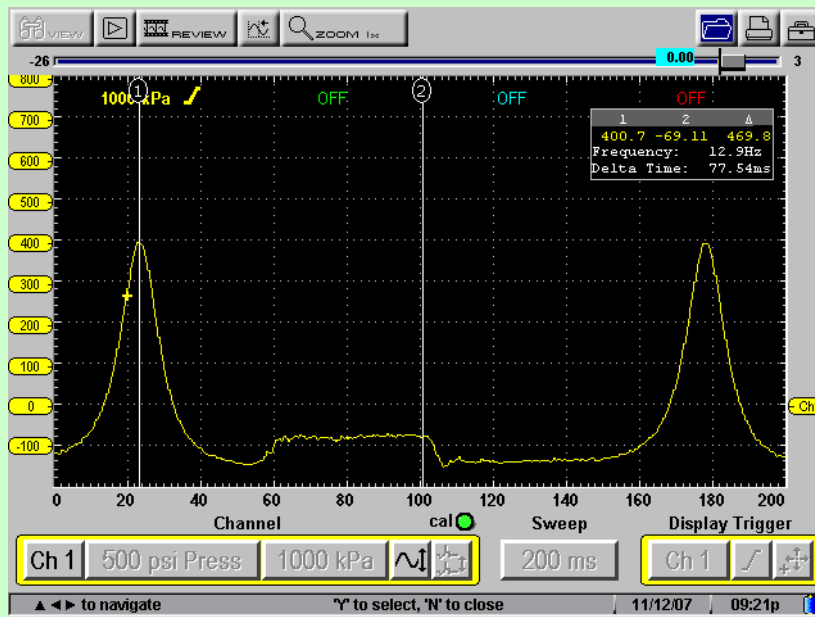 VIEW REVIEW ZOOM 1x
-26 0.00 3
800
1000 kPa OFF OFF OFF
1 2 Δ
400.7 -69.11 469.8
Frequency: 12.9Hz
Delta Time: 77.54ms
1 2
700
600
500
400
300
200
100
0 Ch
-100
0 20 40 60 80 100 120 140 160 180 200
Channel cal Sweep Display Trigger
Ch 1 500 psi Press 1000 kPa 200 ms Ch 1
▲ ◄ ► to navigate 'Y' to select, 'N' to close 11/12/07 09:21p